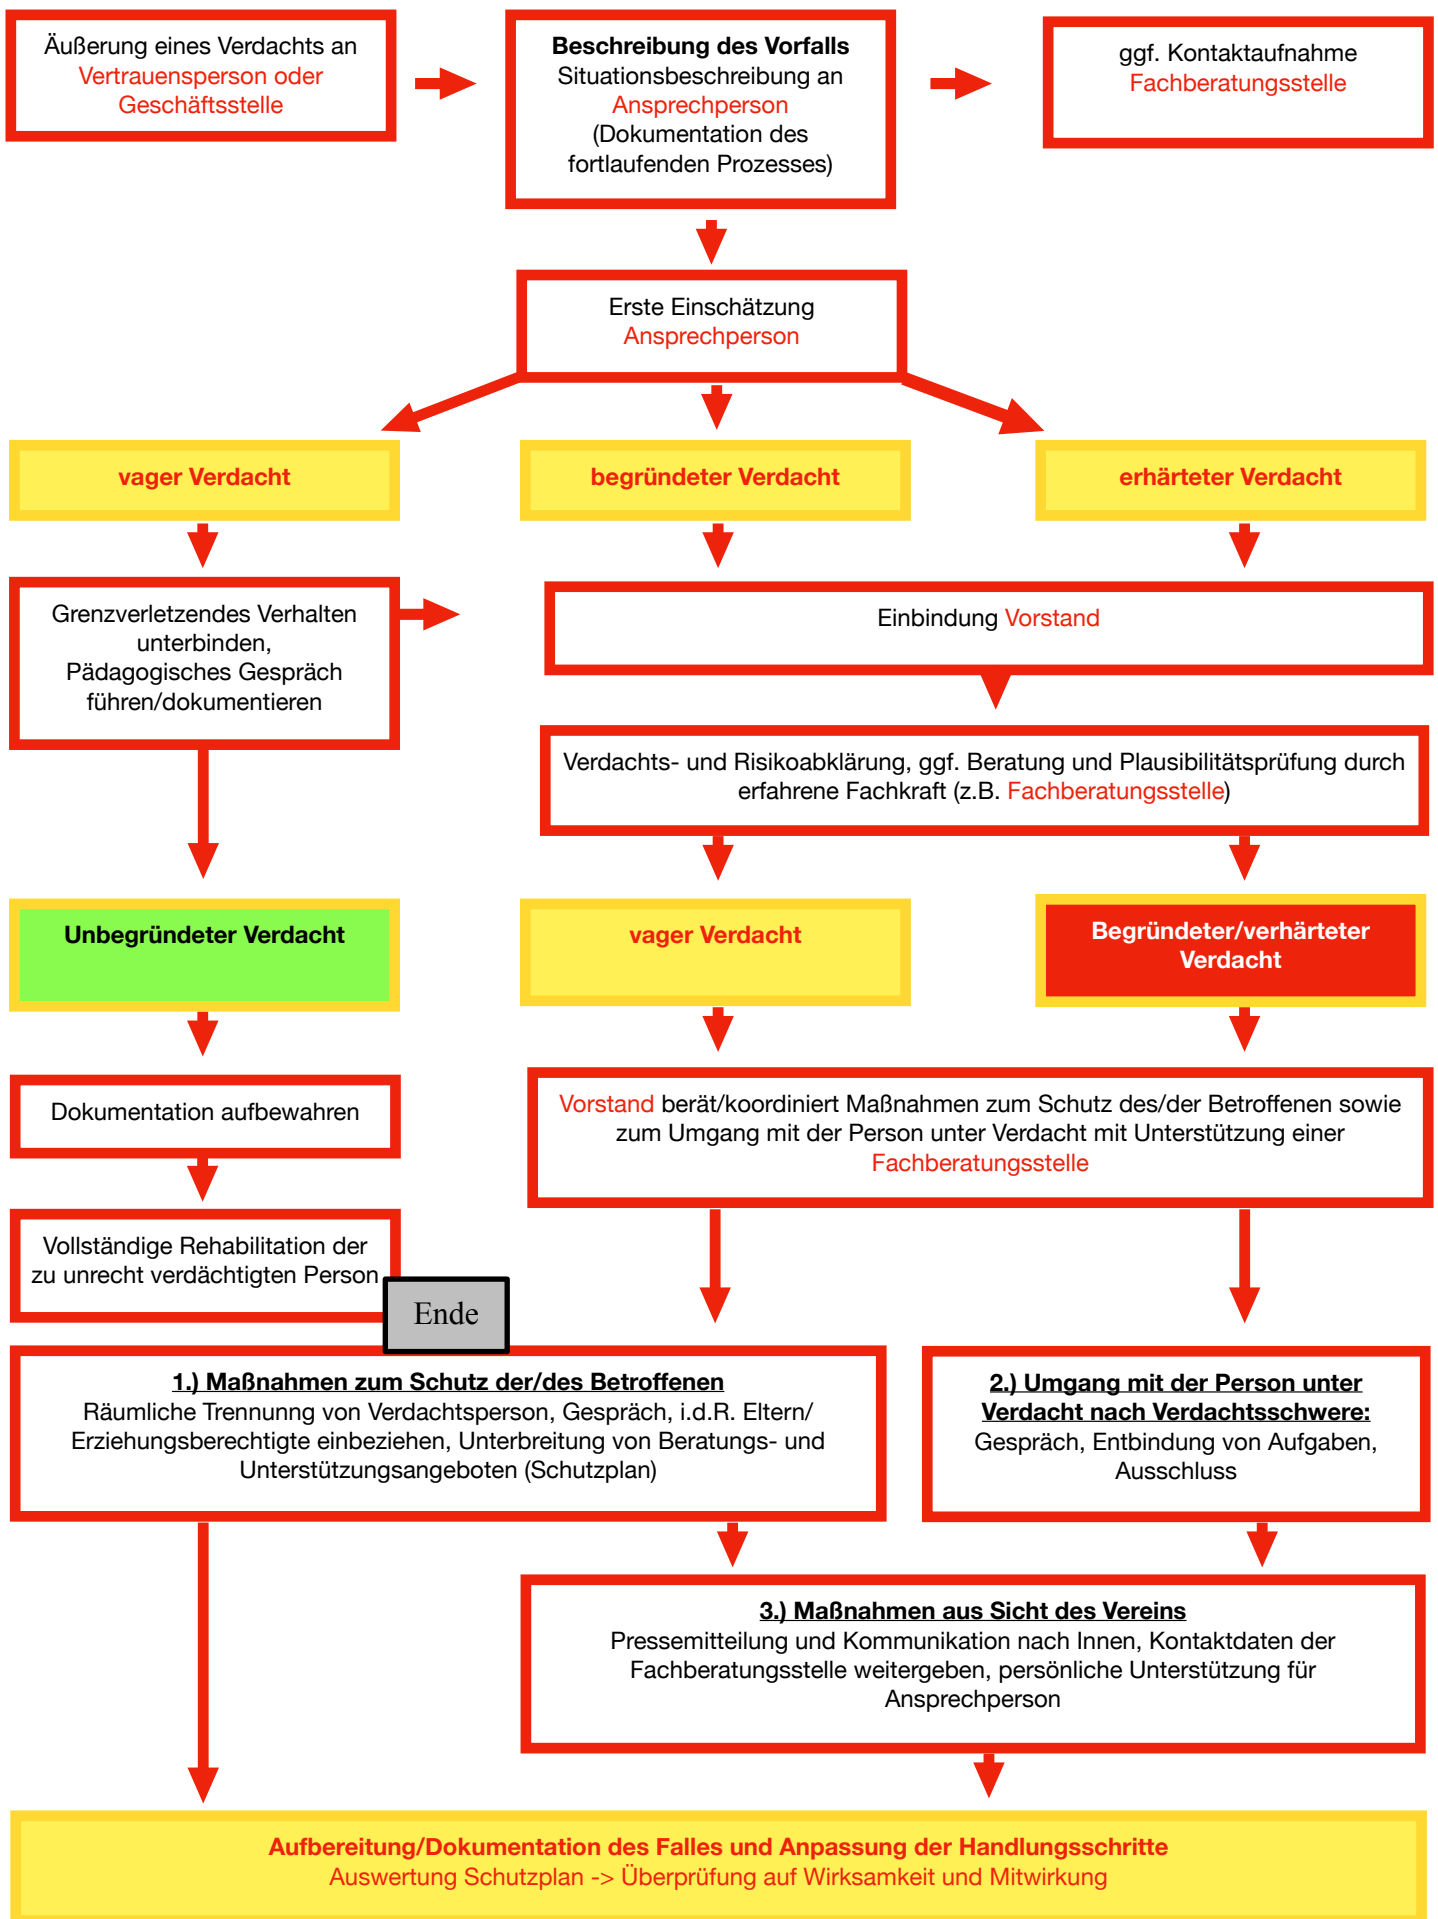 Äußerung eines Verdachts an
Vertrauensperson oder
Geschäftsstelle
Beschreibung des Vorfalls
Situationsbeschreibung an
Ansprechperson
(Dokumentation des
fortlaufenden Prozesses)
ggf. Kontaktaufnahme
Fachberatungsstelle
Erste Einschätzung
Ansprechperson
vager Verdacht
begründeter Verdacht
erhärteter Verdacht
Grenzverletzendes Verhalten
unterbinden,
Pädagogisches Gespräch
führen/dokumentieren
Einbindung Vorstand
Verdachts- und Risikoabklärung, ggf. Beratung und Plausibilitätsprüfung durch
erfahrene Fachkraft (z.B. Fachberatungsstelle)
Unbegründeter Verdacht
vager Verdacht
Begründeter/verhärteter
Verdacht
Dokumentation aufbewahren
Vorstand berät/koordiniert Maßnahmen zum Schutz des/der Betroffenen sowie
zum Umgang mit der Person unter Verdacht mit Unterstützung einer
Fachberatungsstelle
Vollständige Rehabilitation der
zu unrecht verdächtigten Person
Ende
1.) Maßnahmen zum Schutz der/des Betroffenen
Räumliche Trennunng von Verdachtsperson, Gespräch, i.d.R. Eltern/
Erziehungsberechtigte einbeziehen, Unterbreitung von Beratungs- und
Unterstützungsangeboten (Schutzplan)
2.) Umgang mit der Person unter
Verdacht nach Verdachtsschwere:
Gespräch, Entbindung von Aufgaben,
Ausschluss
3.) Maßnahmen aus Sicht des Vereins
Pressemitteilung und Kommunikation nach Innen, Kontaktdaten der
Fachberatungsstelle weitergeben, persönliche Unterstützung für
Ansprechperson
Aufbereitung/Dokumentation des Falles und Anpassung der Handlungsschritte
Auswertung Schutzplan -> Überprüfung auf Wirksamkeit und Mitwirkung